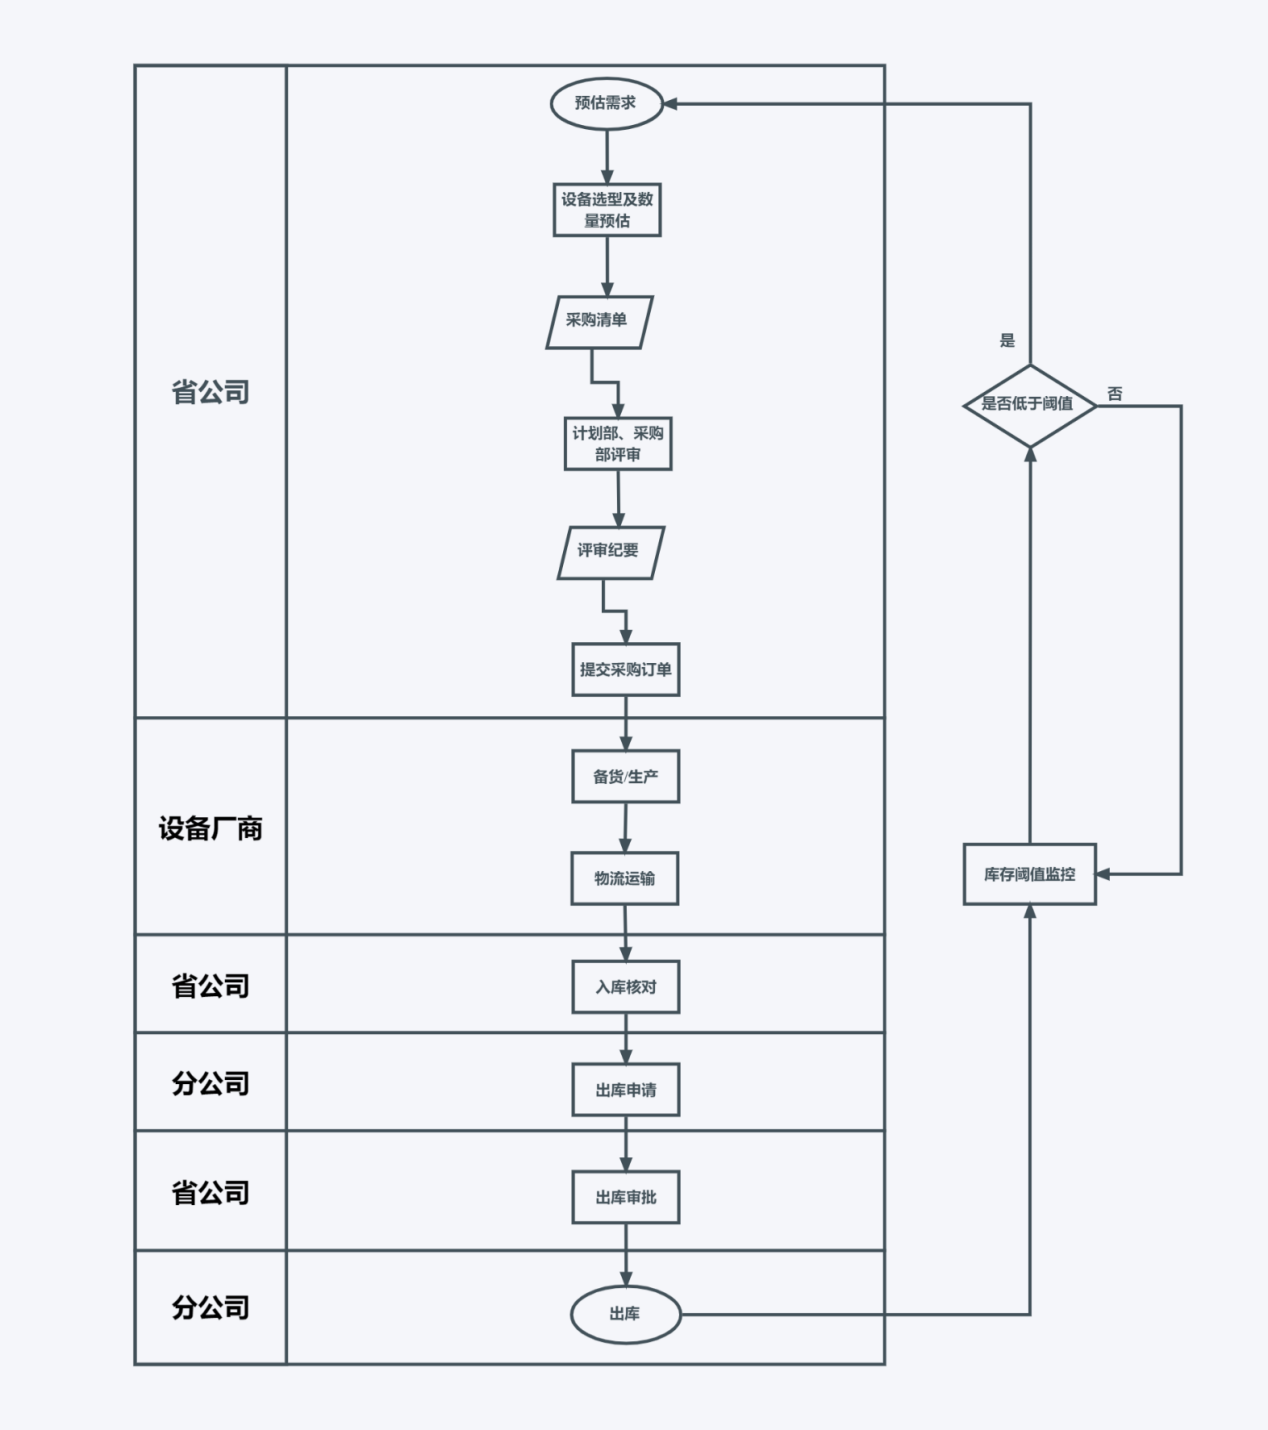 预估需求
设备选型及数
量预估
采购清单
是
省公司
是否低于阈值
否
计划部、采购
部评审
评审纪要
提交采购订单
备货/生产
设备厂商
物流运输
库存阈值监控
省公司
入库核对
分公司
出库申请
省公司
出库审批
分公司
出库